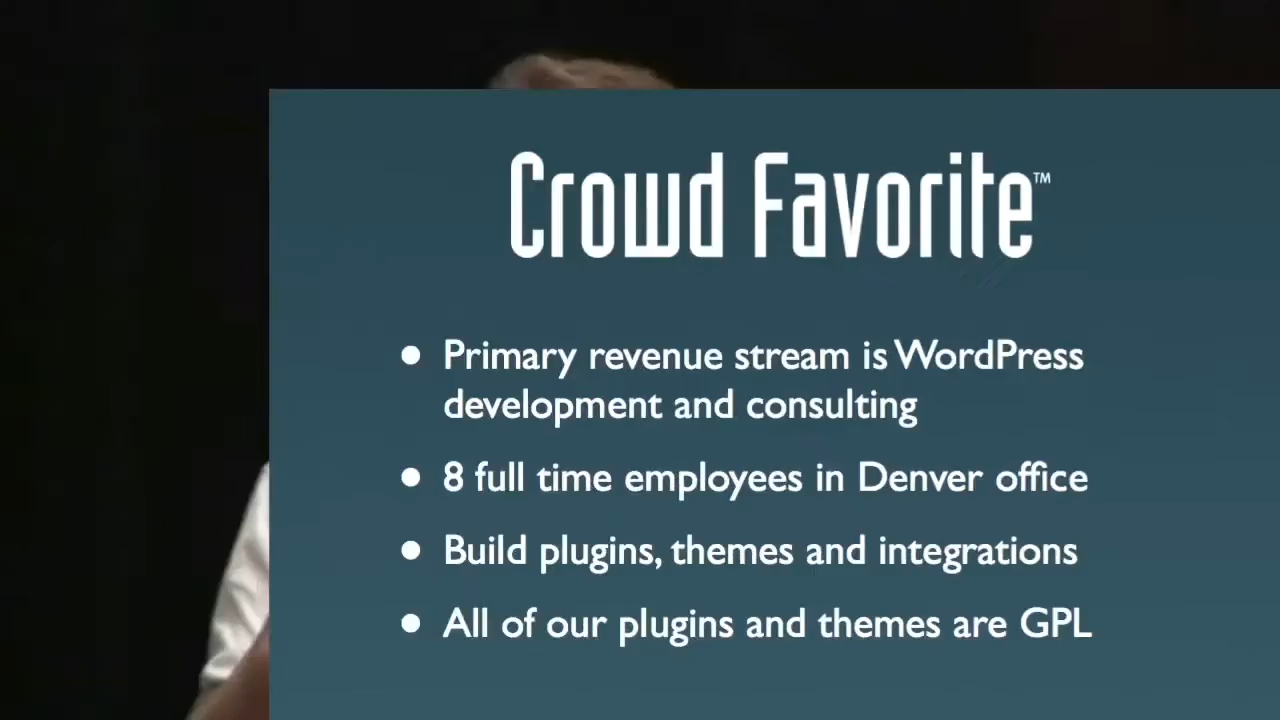 Crowd Favorite™
• Primary revenue stream is WordPress
development and consulting
• 8 full time employees in Denver office
• Build plugins, themes and integrations
• All of our plugins and themes are GPL